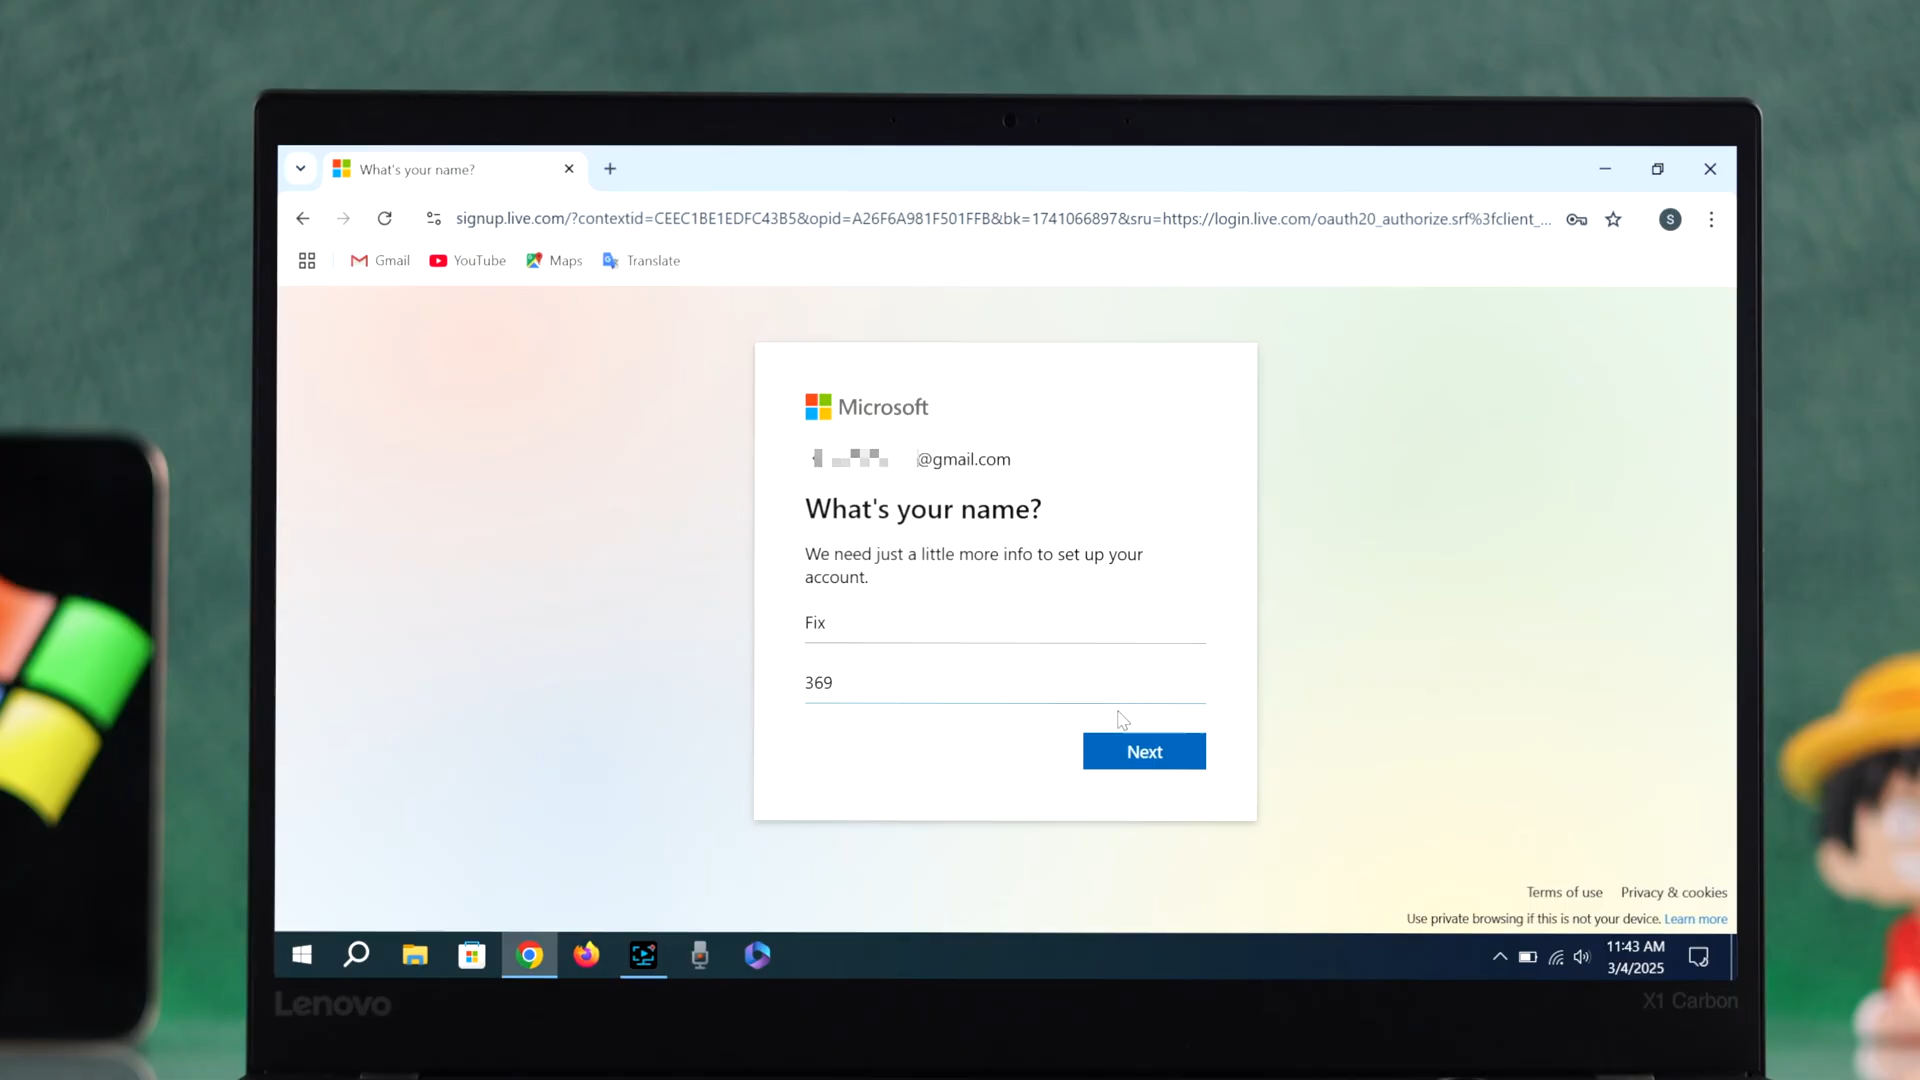 What's your name?
signup.live.com/?contextid=CEEC1BE1EDFC43B5&opid=A26F6A981F501FFB&bk=1741066897&sru=https://login.live.com/oauth20_authorize.srf%3fclient_...
S
Gmail
YouTube
Maps
Translate
Microsoft
@gmail.com
What's your name?
We need just a little more info to set up your
account.
Fix
369
Next
Terms of use
Privacy & cookies
Use private browsing if this is not your device. Learn more
11:43 AM
3/4/2025
Lenovo
X1 Carbon